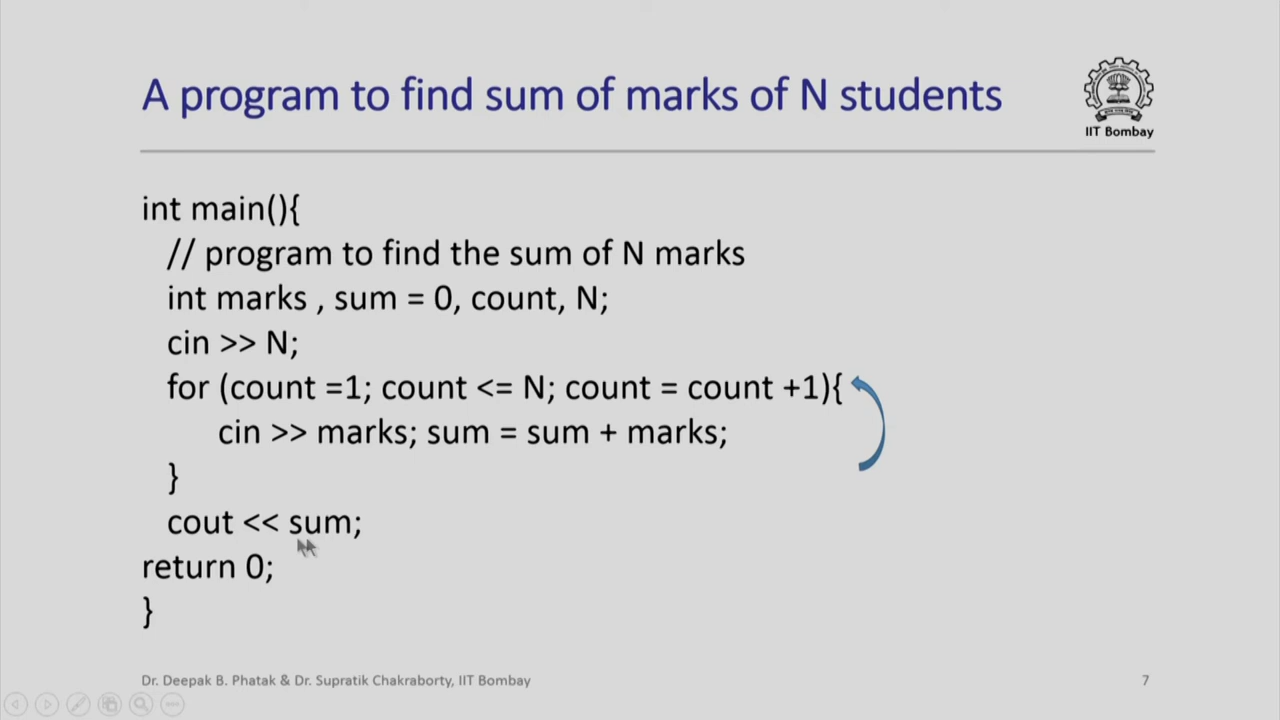 A program to find sum of marks of N students
IIT Bombay
int main(){
// program to find the sum of N marks
int marks , sum = 0, count, N;
cin >> N;
for (count =1; count <= N; count = count +1){
cin >> marks; sum = sum + marks;
}
cout << sum;
return 0;
}
Dr. Deepak B. Phatak & Dr. Supratik Chakraborty, IIT Bombay
7